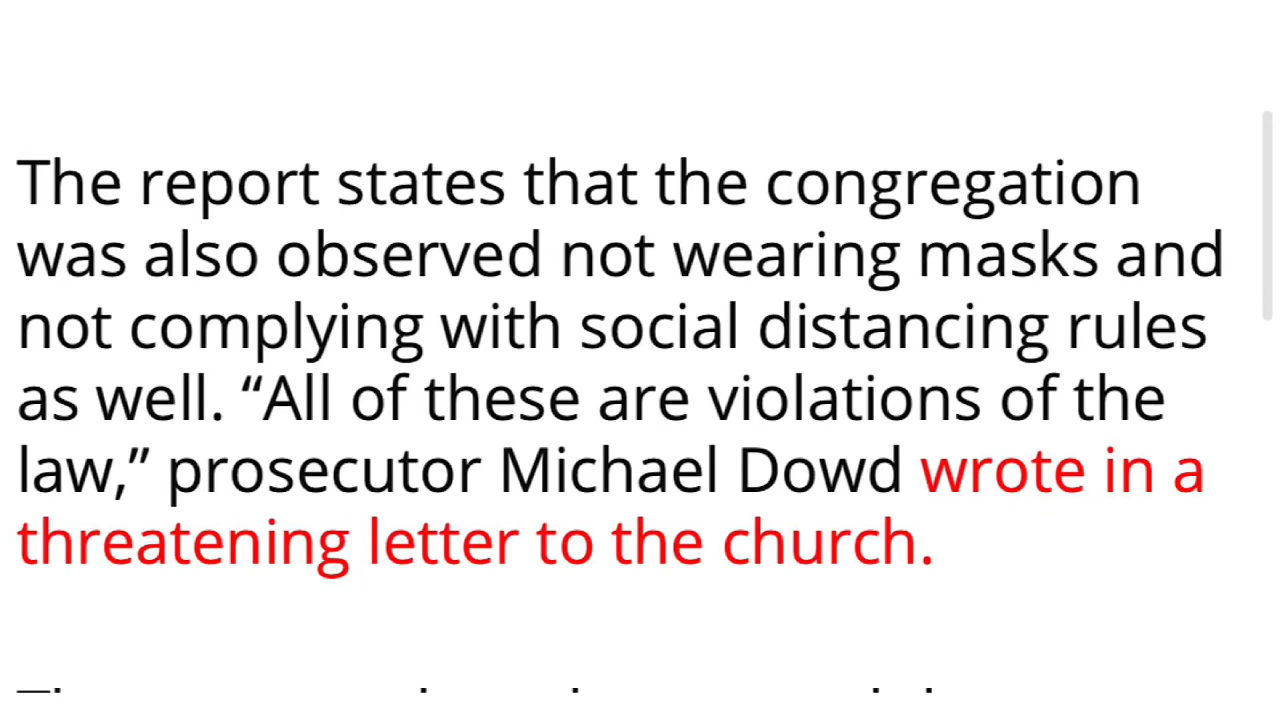 The report states that the congregation
was also observed not wearing masks and
not complying with social distancing rules
as well. “All of these are violations of the
law,” prosecutor Michael Dowd wrote in a
threatening letter to the church.